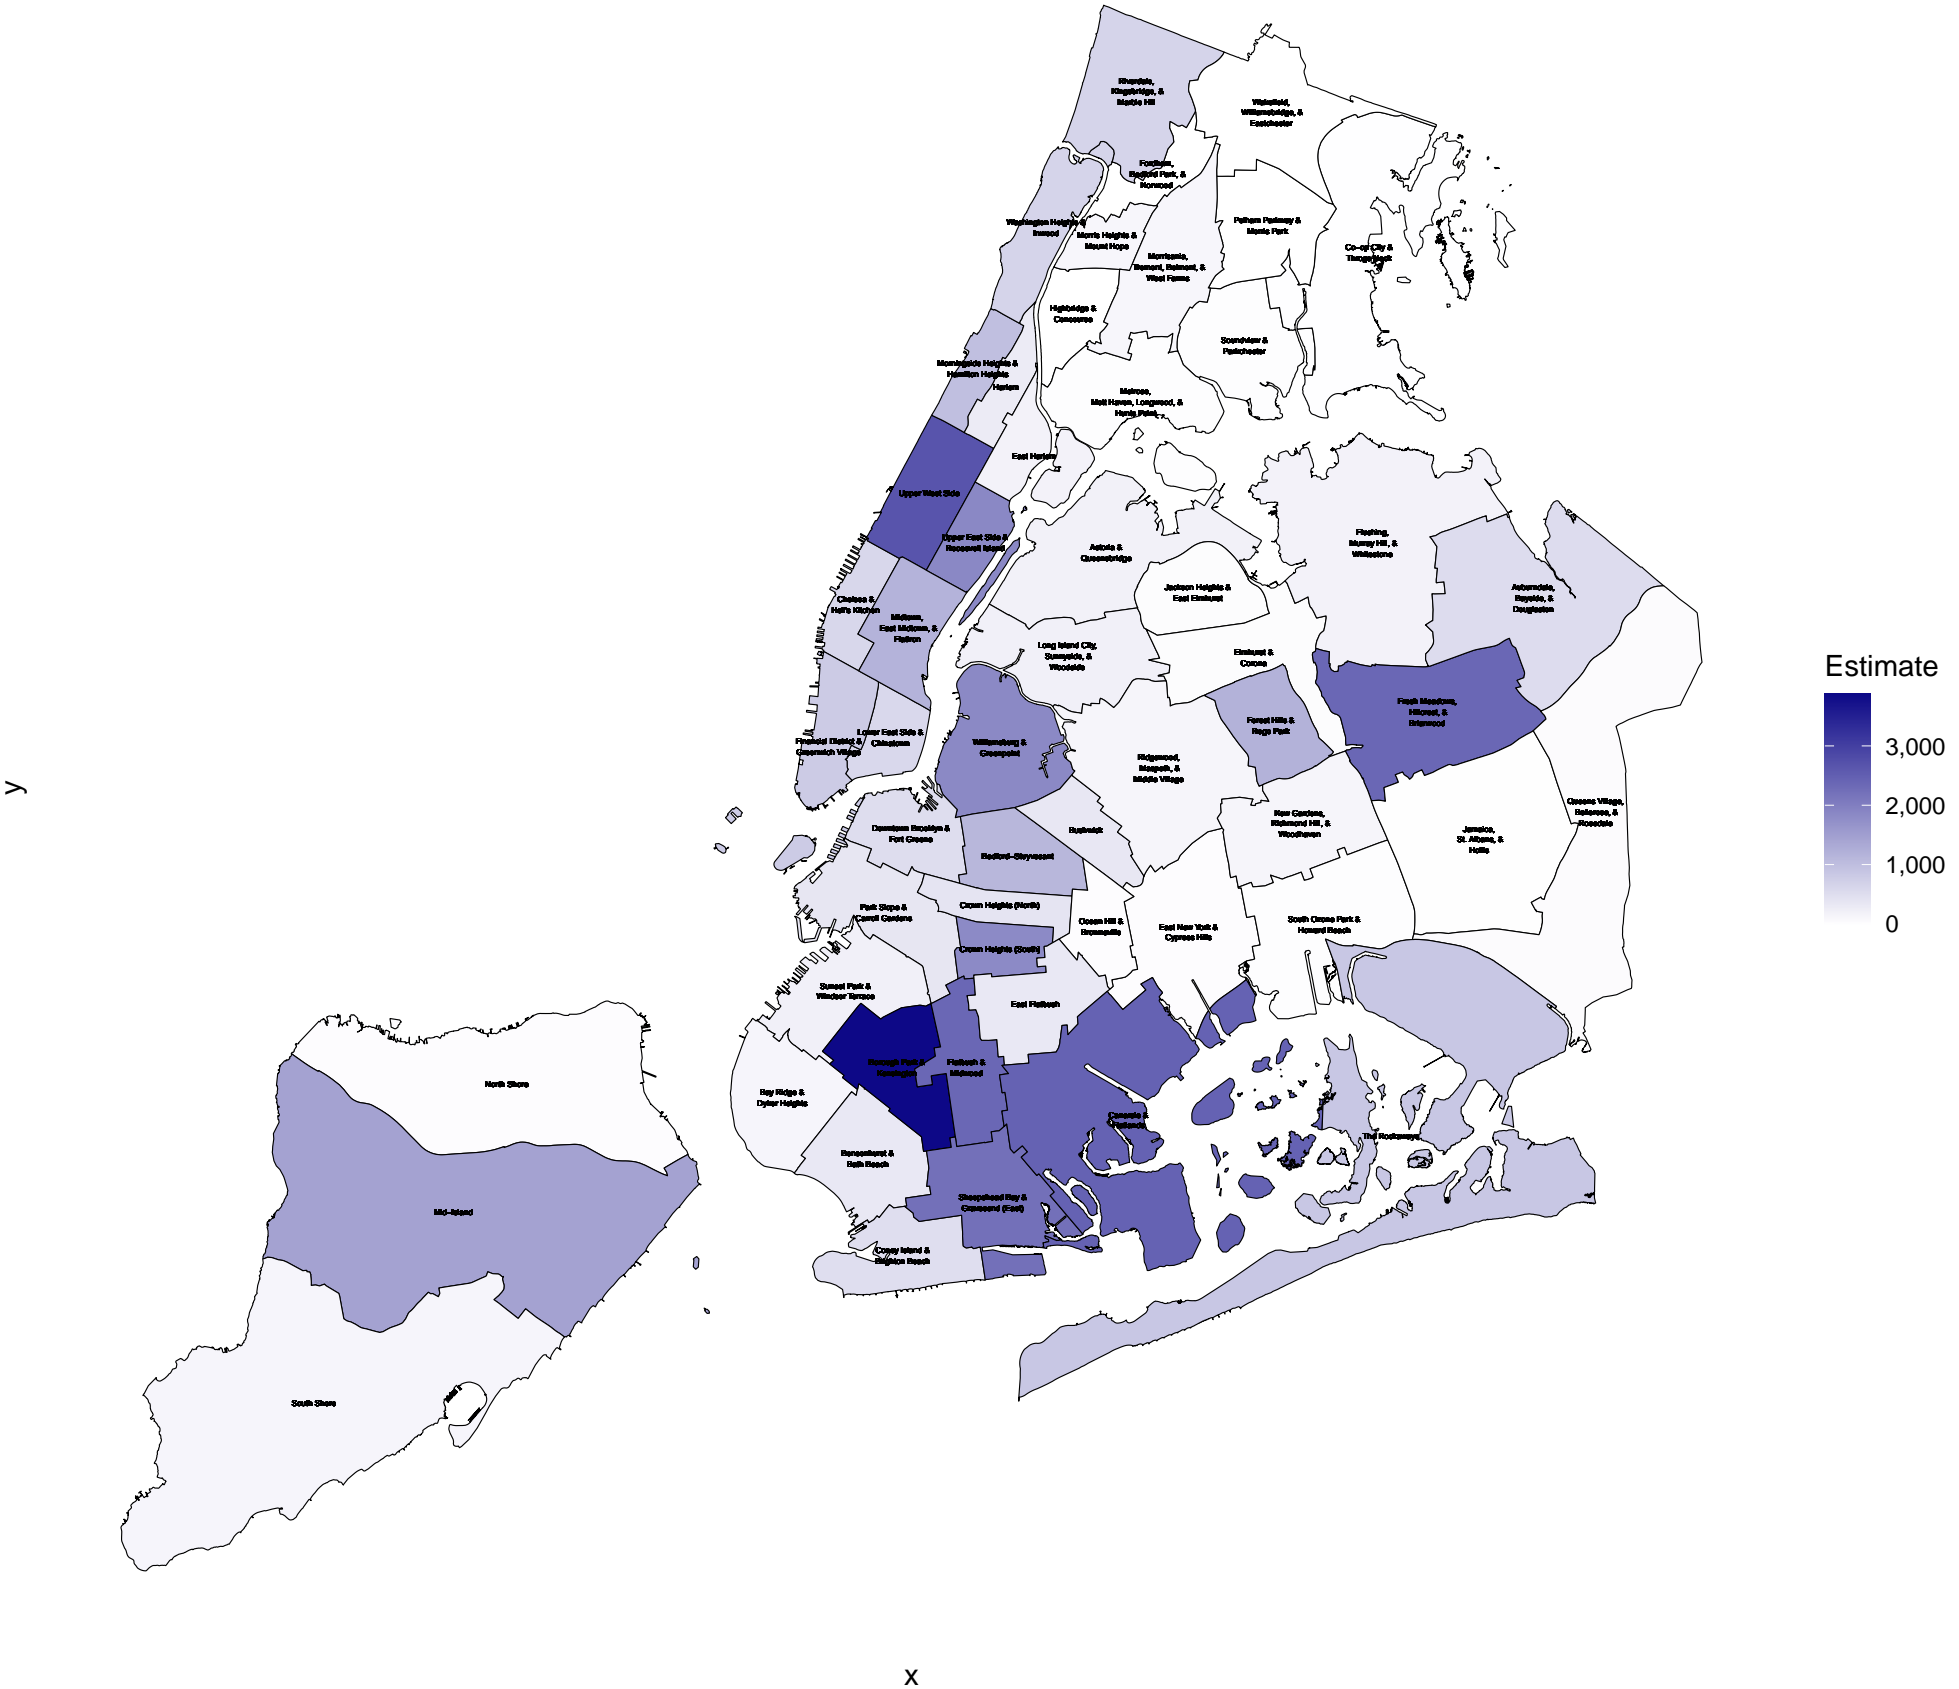 Riverdale,
Kingsbridge, &
Marble Hill
Wakefield,
Williamsbridge, &
Eastchester
Fordham,
Bedford Park, &
Norwood
Washington Heights &
Inwood
Morris Heights &
Mount Hope
Pelham Parkway &
Morris Park
Co-op City &
Throgs Neck
Morrisania,
Tremont, Belmont, &
West Farms
Highbridge &
Concourse
Soundview &
Parkchester
Morningside Heights &
Hamilton Heights
Harlem
Melrose,
Mott Haven, Longwood, &
Hunts Point
East Harlem
Upper West Side
Upper East Side &
Roosevelt Island
Astoria &
Queensbridge
Flushing,
Murray Hill, &
Whitestone
Jackson Heights &
East Elmhurst
Auburndale,
Bayside, &
Douglaston
Chelsea &
Hell's Kitchen
Midtown,
East Midtown, &
Flatiron
Long Island City,
Sunnyside, &
Woodside
Elmhurst &
Corona
Fresh Meadows,
Hillcrest, &
Briarwood
Forest Hills &
Rego Park
Financial District &
Greenwich Village
Lower East Side &
Chinatown
Williamsburg &
Greenpoint
Ridgewood,
Maspeth, &
Middle Village
Queens Village,
Bellerose, &
Rosedale
Downtown Brooklyn &
Fort Greene
Bushwick
Kew Gardens,
Richmond Hill, &
Woodhaven
Jamaica,
St. Albans, &
Hollis
Bedford-Stuyvesant
Park Slope &
Carroll Gardens
Crown Heights (North)
Ocean Hill &
Brownsville
East New York &
Cypress Hills
South Ozone Park &
Howard Beach
Crown Heights (South)
Sunset Park &
Windsor Terrace
East Flatbush
Borough Park &
Kensington
Flatbush &
Midwood
North Shore
Bay Ridge &
Dyker Heights
Canarsie &
Flatlands
The Rockaways
Bensonhurst &
Bath Beach
Mid-Island
Sheepshead Bay &
Gravesend (East)
Coney Island &
Brighton Beach
South Shore
Estimate
3,000
2,000
1,000
0
y
x